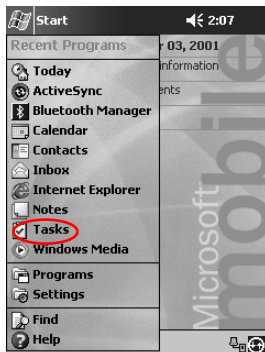 Start 2:07
Recent Programs r 03, 2001
Today information
ActiveSync ents
Bluetooth Manager
Calendar
Contacts
Inbox
Internet Explorer
Notes
Tasks
Windows Media
Programs
Settings
Find
Help
Microsoft
mobile